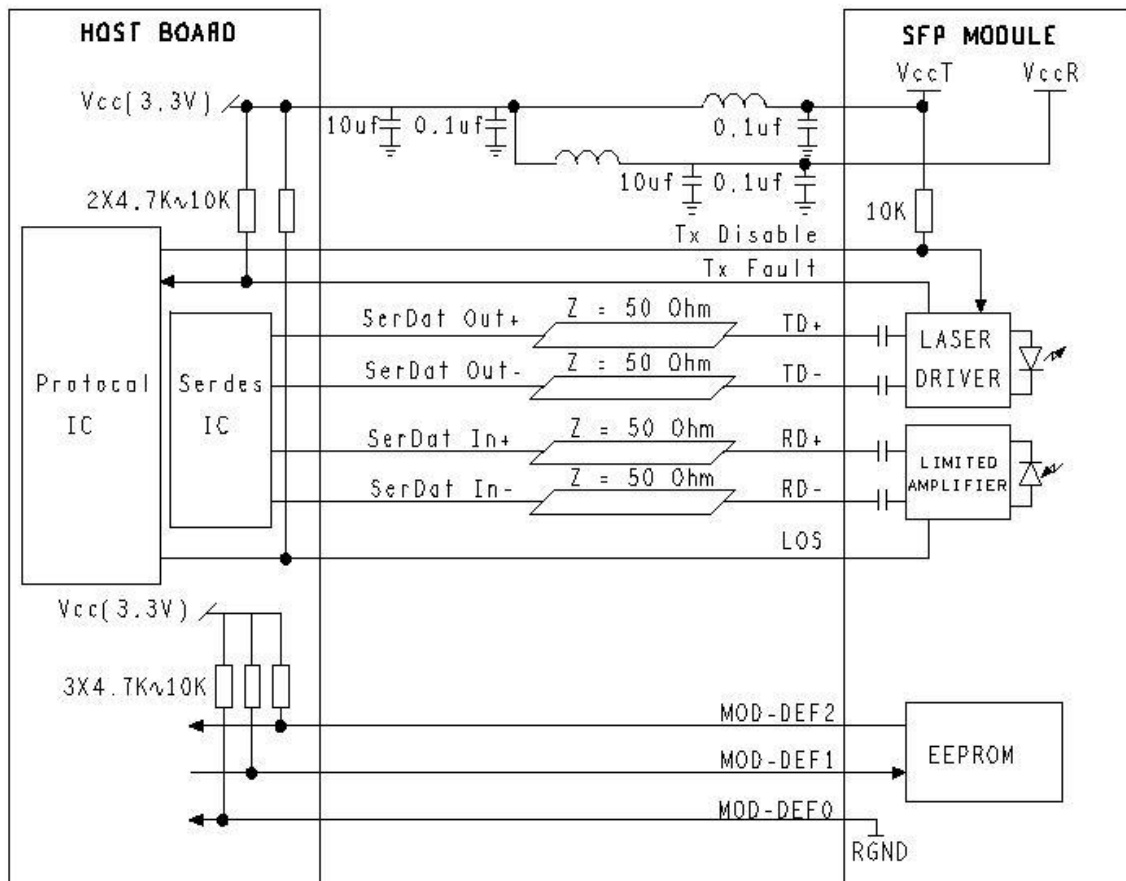 HOST BOARD
SFP MODULE
VccT
VccR
Vcc(3.3V)
10uf
0.1uf
0.1uf
10uf
0.1uf
2X4.7K∿10K
10K
Tx Disable
Tx Fault
SerDat Out+
Z = 50 Ohm
TD+
SerDat Out-
Z = 50 Ohm
TD-
LASER
DRIVER
Protocal
IC
Serdes
IC
SerDat In+
Z = 50 Ohm
RD+
SerDat In-
Z = 50 Ohm
RD-
LIMITED
AMPLIFIER
LOS
Vcc(3.3V)
3X4.7K∿10K
MOD-DEF2
MOD-DEF1
EEPROM
MOD-DEF0
RGND